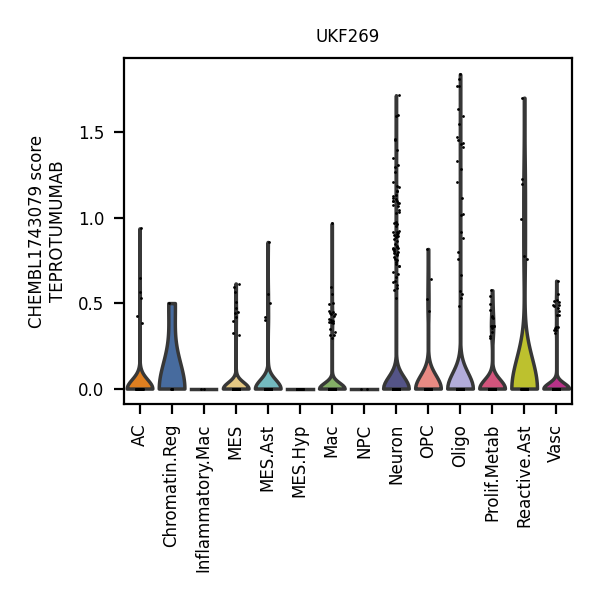 UKF269
CHEMBL1743079 score
TEPROTUMUMAB
1.5
1.0
0.5
0.0
AC
Chromatin.Reg
Inflammatory.Mac
MES
MES.Ast
MES.Hyp
Mac
NPC
Neuron
OPC
Oligo
Prolif.Metab
Reactive.Ast
Vasc